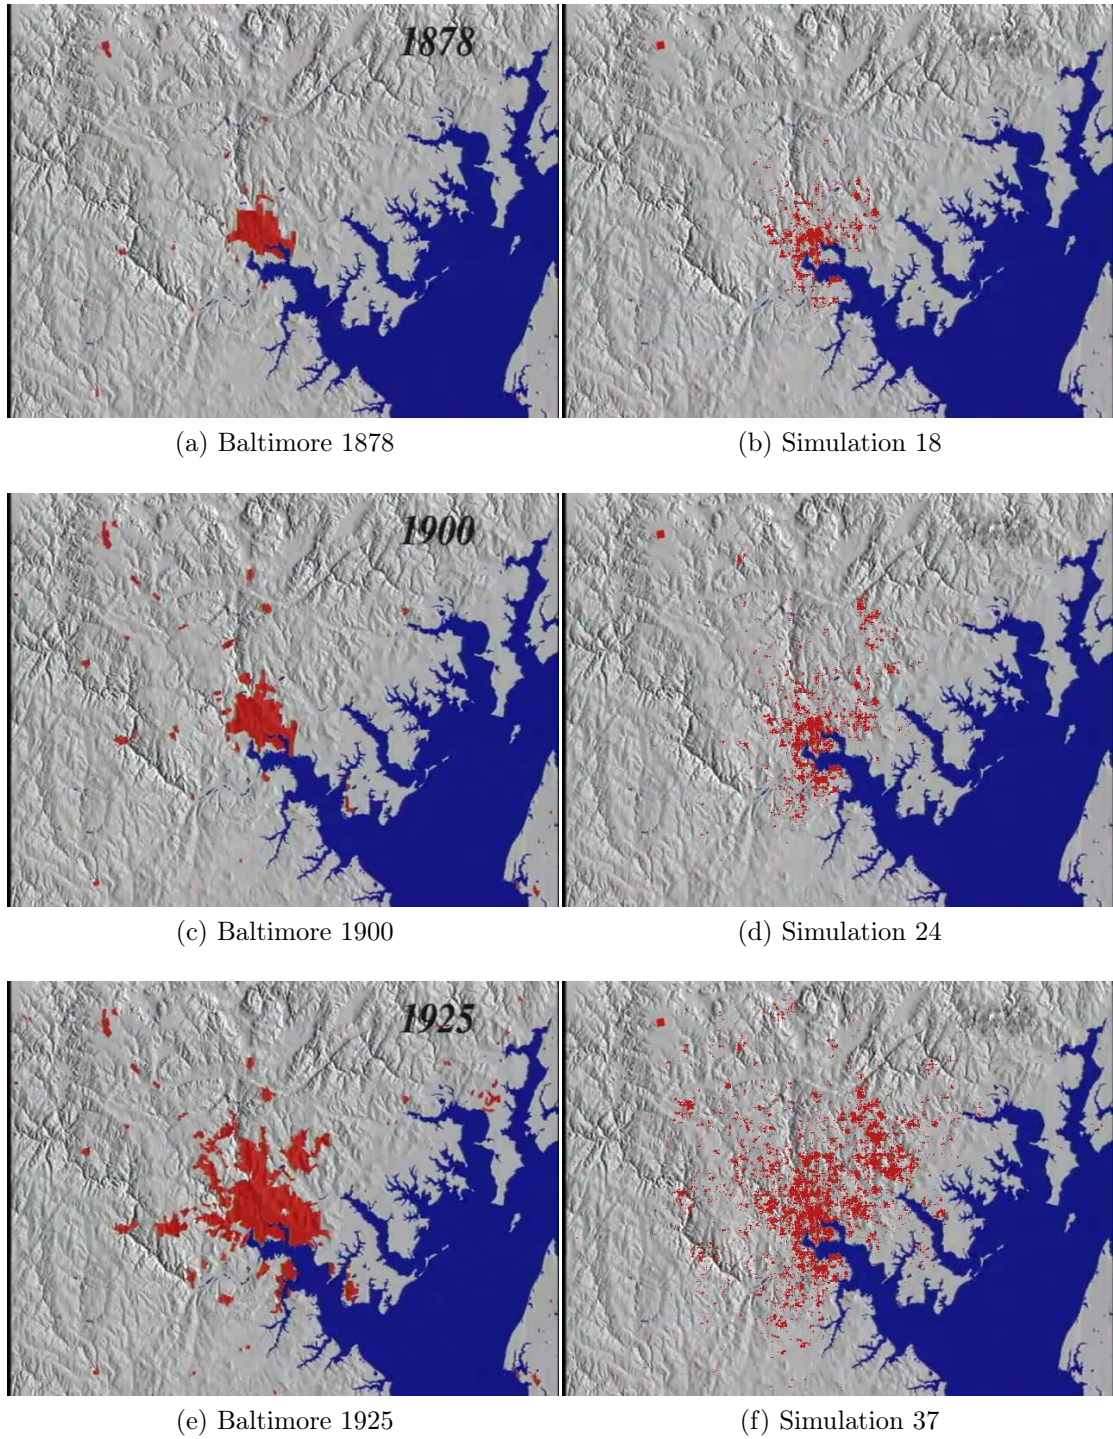 1878
(a) Baltimore 1878
(b) Simulation 18
1900
(c) Baltimore 1900
(d) Simulation 24
1925
(e) Baltimore 1925
(f) Simulation 37